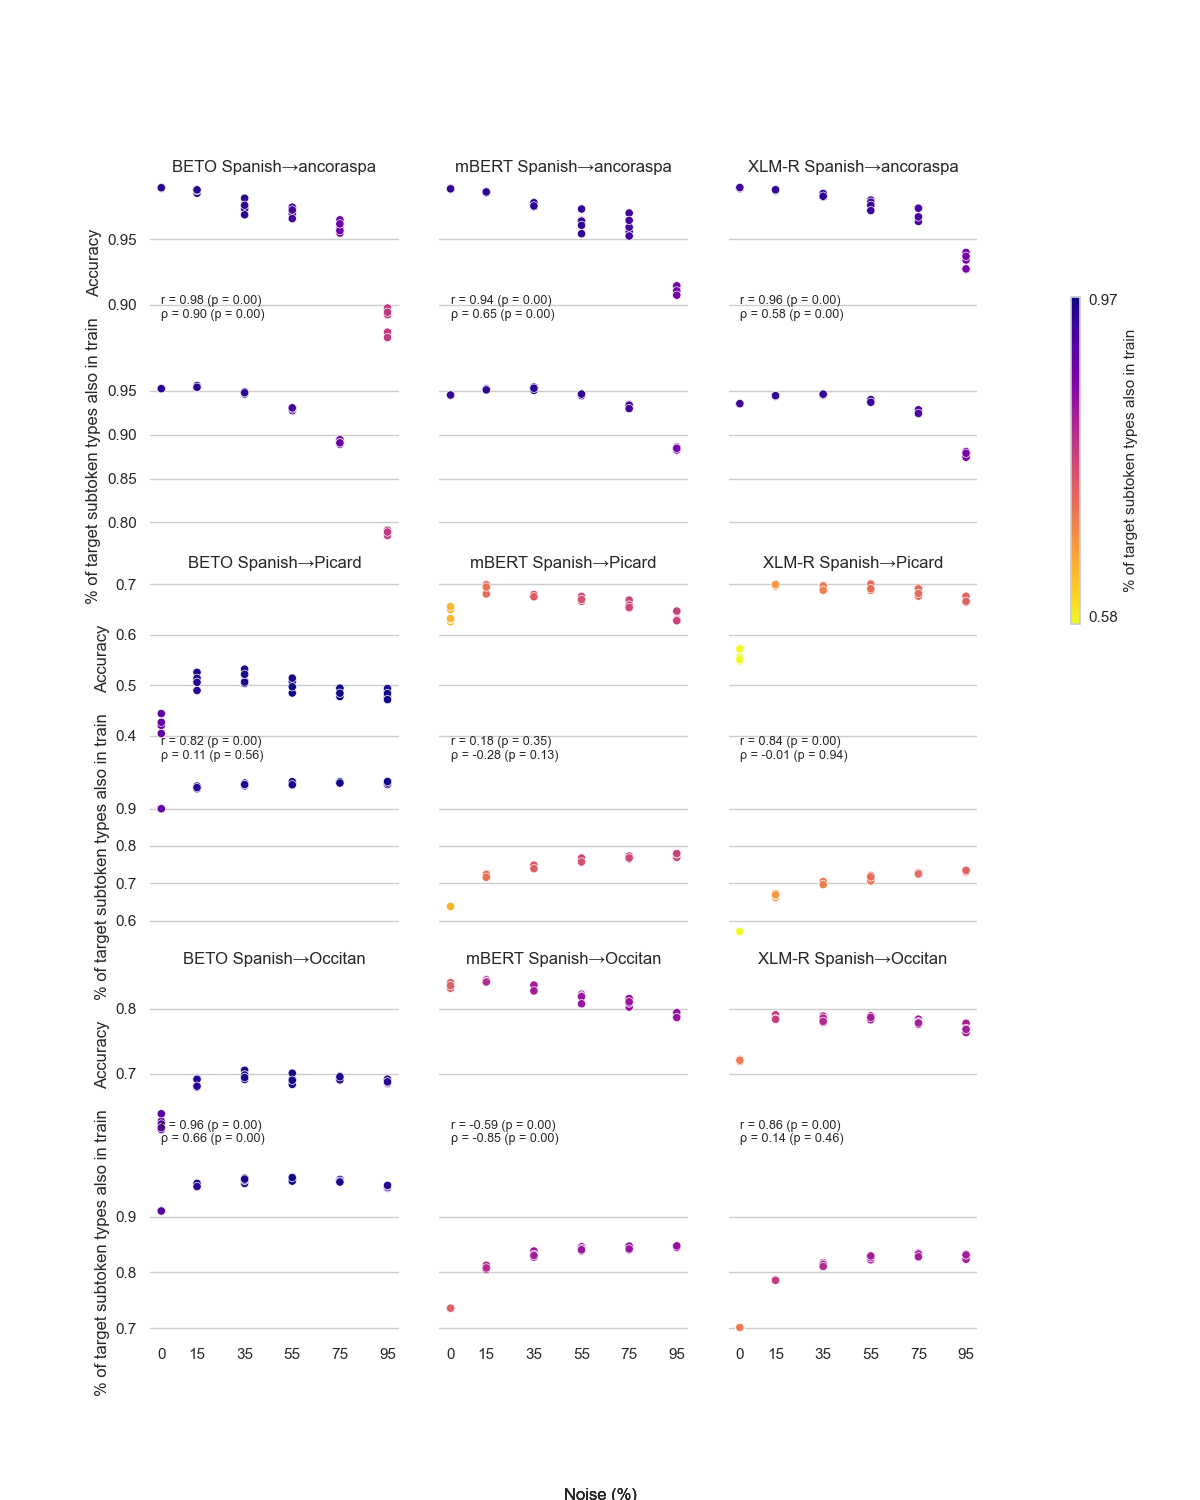 BETO Spanish→ancoraspa
mBERT Spanish→ancoraspa
XLM-R Spanish→ancoraspa
Accuracy
0.95
0.90
r = 0.98 (p = 0.00)
ρ = 0.90 (p = 0.00)
r = 0.94 (p = 0.00)
ρ = 0.65 (p = 0.00)
r = 0.96 (p = 0.00)
ρ = 0.58 (p = 0.00)
% of target subtoken types also in train
0.95
0.90
0.85
0.80
0.97
0.58
% of target subtoken types also in train
BETO Spanish→Picard
mBERT Spanish→Picard
XLM-R Spanish→Picard
Accuracy
0.7
0.6
0.5
0.4
r = 0.82 (p = 0.00)
ρ = 0.11 (p = 0.56)
r = 0.18 (p = 0.35)
ρ = -0.28 (p = 0.13)
r = 0.84 (p = 0.00)
ρ = -0.01 (p = 0.94)
% of target subtoken types also in train
0.9
0.8
0.7
0.6
BETO Spanish→Occitan
mBERT Spanish→Occitan
XLM-R Spanish→Occitan
Accuracy
0.8
0.7
= 0.96 (p = 0.00)
ρ = 0.66 (p = 0.00)
r = -0.59 (p = 0.00)
ρ = -0.85 (p = 0.00)
r = 0.86 (p = 0.00)
ρ = 0.14 (p = 0.46)
% of target subtoken types also in train
0.9
0.8
0.7
0 15 35 55 75 95
0 15 35 55 75 95
0 15 35 55 75 95
Noise (%)